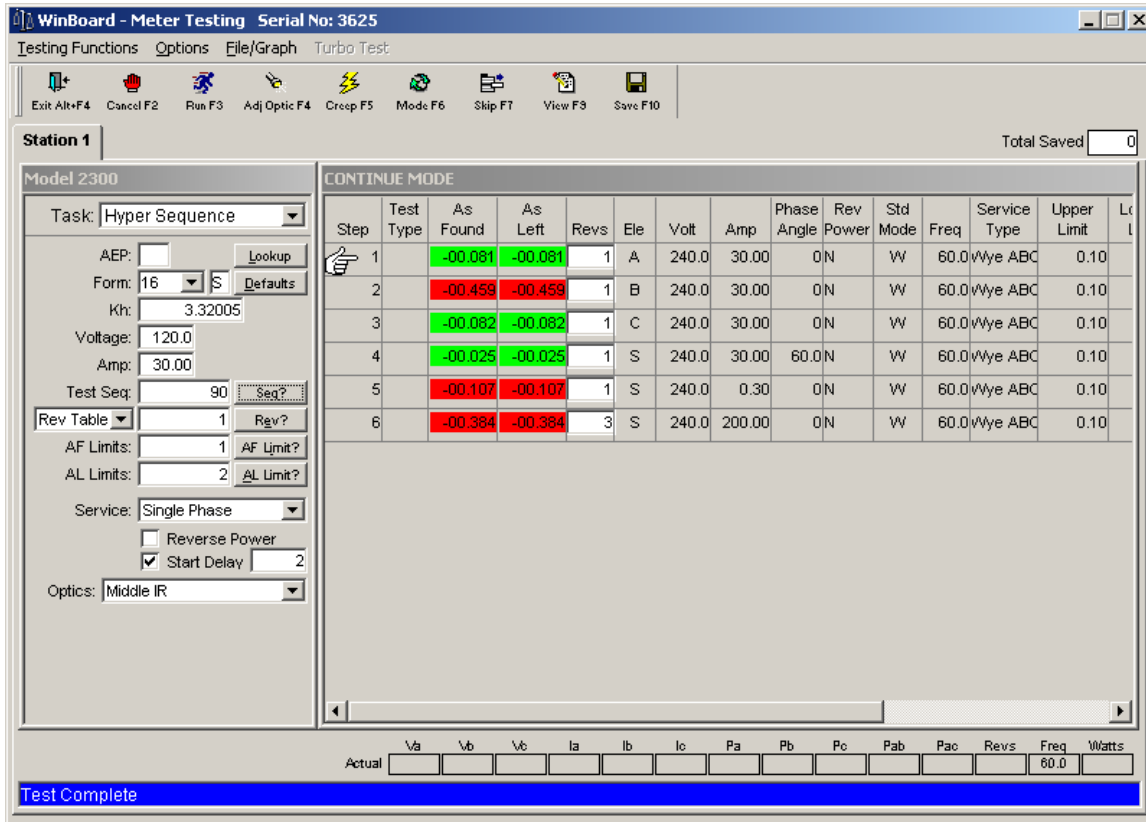 WinBoard - Meter Testing Serial No: 3625
Testing Functions Options File/Graph Turbo Test
Exit Alt+F4 Cancel F2 Run F3 Adj Optic F4 Creep F5 Mode F6 Skip F7 View F9 Save F10
Station 1
Total Saved 0
Model 2300
Task: Hyper Sequence
AEP: Lookup
Form: 16 S Defaults
Kh: 3.32005
Voltage: 120.0
Amp: 30.00
Test Seq: 90 Seq?
Rev Table 1 Rev?
AF Limits: 1 AF Limit?
AL Limits: 2 AL Limit?
Service: Single Phase
Reverse Power
Start Delay 2
Optics: Middle IR
CONTINUE MODE
Step Test Type As Found As Left Revs Ele Volt Amp Phase Angle Rev Power Std Mode Freq Service Type Upper Limit
1 -00.081 -00.081 1 A 240.0 30.00 0 N W 60.0 Wye ABC 0.10
2 -00.459 -00.459 1 B 240.0 30.00 0 N W 60.0 Wye ABC 0.10
3 -00.082 -00.082 1 C 240.0 30.00 0 N W 60.0 Wye ABC 0.10
4 -00.025 -00.025 1 S 240.0 30.00 60.0 N W 60.0 Wye ABC 0.10
5 -00.107 -00.107 1 S 240.0 0.30 0 N W 60.0 Wye ABC 0.10
6 -00.384 -00.384 3 S 240.0 200.00 0 N W 60.0 Wye ABC 0.10
Va Vb Vc Ia Ib Ic Pa Pb Pc Pab Pac Revs Freq Watts
Actual 60.0
Test Complete